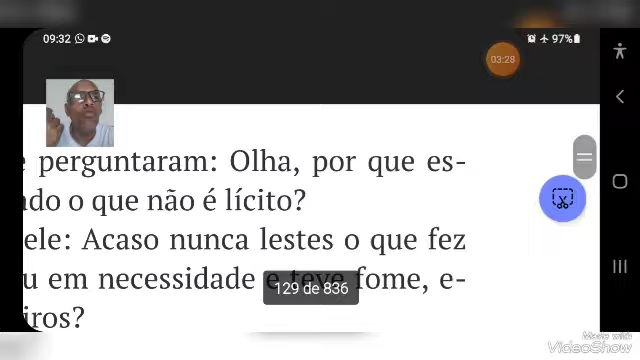 09:32
97%
03:28
e perguntaram: Olha, por que es-
do o que não é lícito?
ele: Acaso nunca lestes o que fez
u em necessidade e teve fome, e-
iros?
129 de 836
Made with
VideoShow